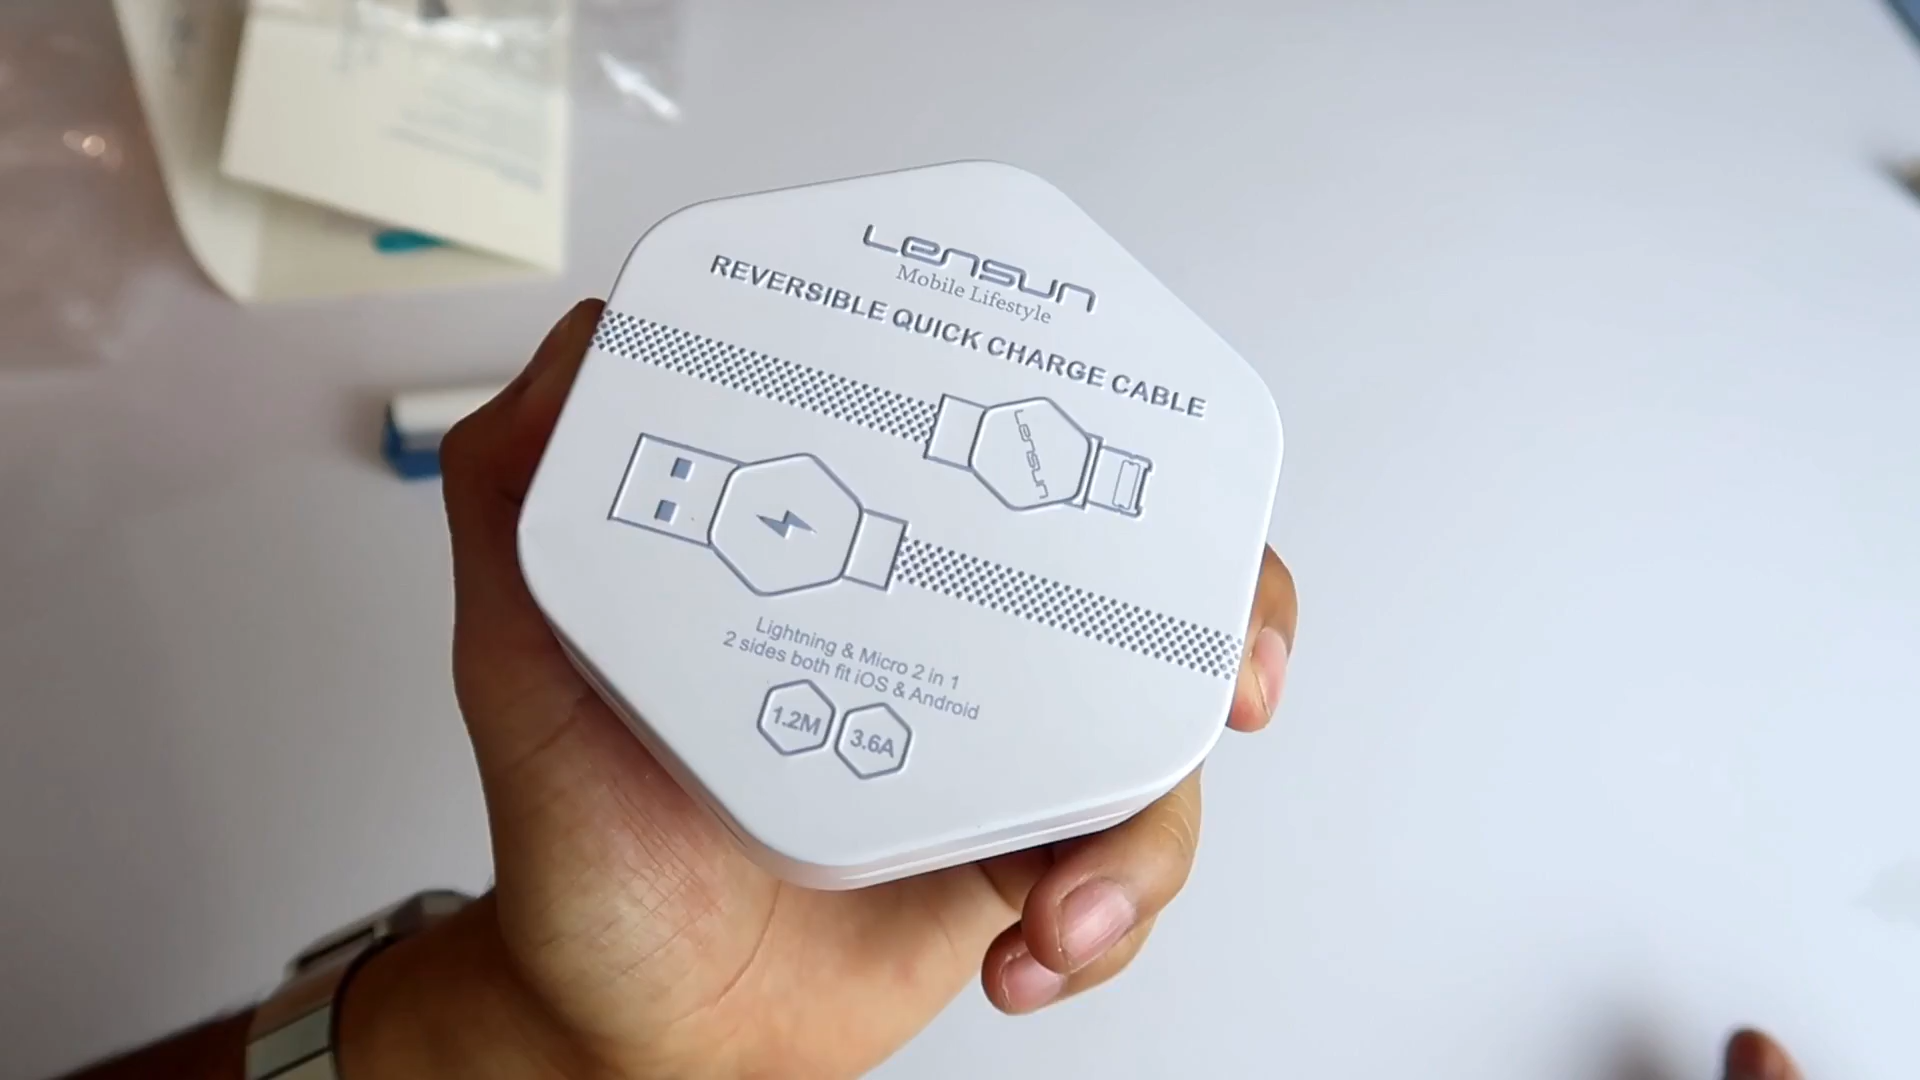 Lensun
Mobile Lifestyle
REVERSIBLE QUICK CHARGE CABLE
Lensun
Lightning & Micro 2 in 1
2 sides both fit iOS & Android
1.2M
3.6A